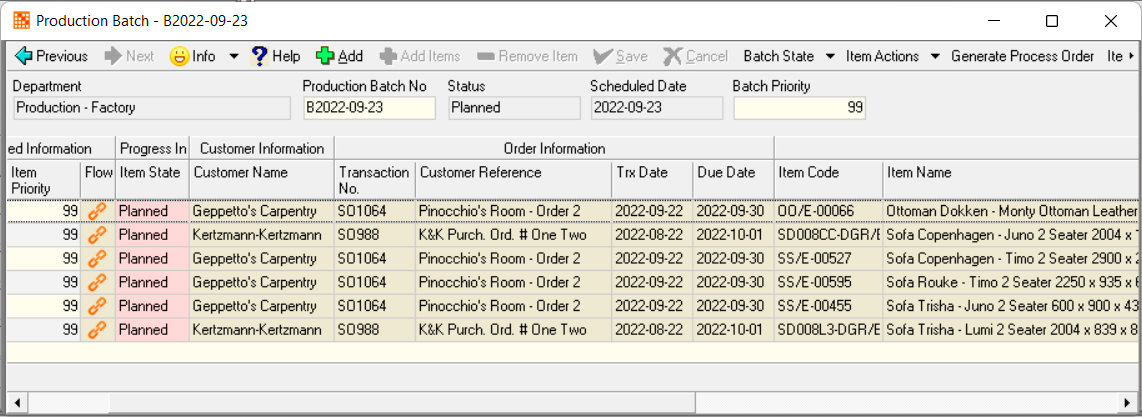 Production Batch - B2022-09-23
Previous Next Info Help Add Add Items Remove Item Save Cancel Batch State Item Actions Generate Process Order Ite
Department Production Batch No Status Scheduled Date Batch Priority
Production - Factory B2022-09-23 Planned 2022-09-23 99
ed Information Progress In Customer Information Order Information
Item Priority Flow Item State Customer Name Transaction No. Customer Reference Trx Date Due Date Item Code Item Name
99 Planned Geppetto's Carpentry SO1064 Pinocchio's Room - Order 2 2022-09-22 2022-09-30 OO/E-00066 Ottoman Dokken - Monty Ottoman Leather
99 Planned Kertzmann-Kertzmann SO988 K&K Purch. Ord. # One Two 2022-08-22 2022-10-01 SD008CC-DGR/E Sofa Copenhagen - Juno 2 Seater 2004 x 7
99 Planned Geppetto's Carpentry SO1064 Pinocchio's Room - Order 2 2022-09-22 2022-09-30 SS/E-00527 Sofa Copenhagen - Timo 2 Seater 2900 x 2
99 Planned Geppetto's Carpentry SO1064 Pinocchio's Room - Order 2 2022-09-22 2022-09-30 SS/E-00595 Sofa Rouke - Timo 2 Seater 2250 x 935 x 6
99 Planned Geppetto's Carpentry SO1064 Pinocchio's Room - Order 2 2022-09-22 2022-09-30 SS/E-00455 Sofa Trisha - Juno 2 Seater 600 x 900 x 43
99 Planned Kertzmann-Kertzmann SO988 K&K Purch. Ord. # One Two 2022-08-22 2022-10-01 SD008L3-DGR/E Sofa Trisha - Lumi 2 Seater 2004 x 839 x 8